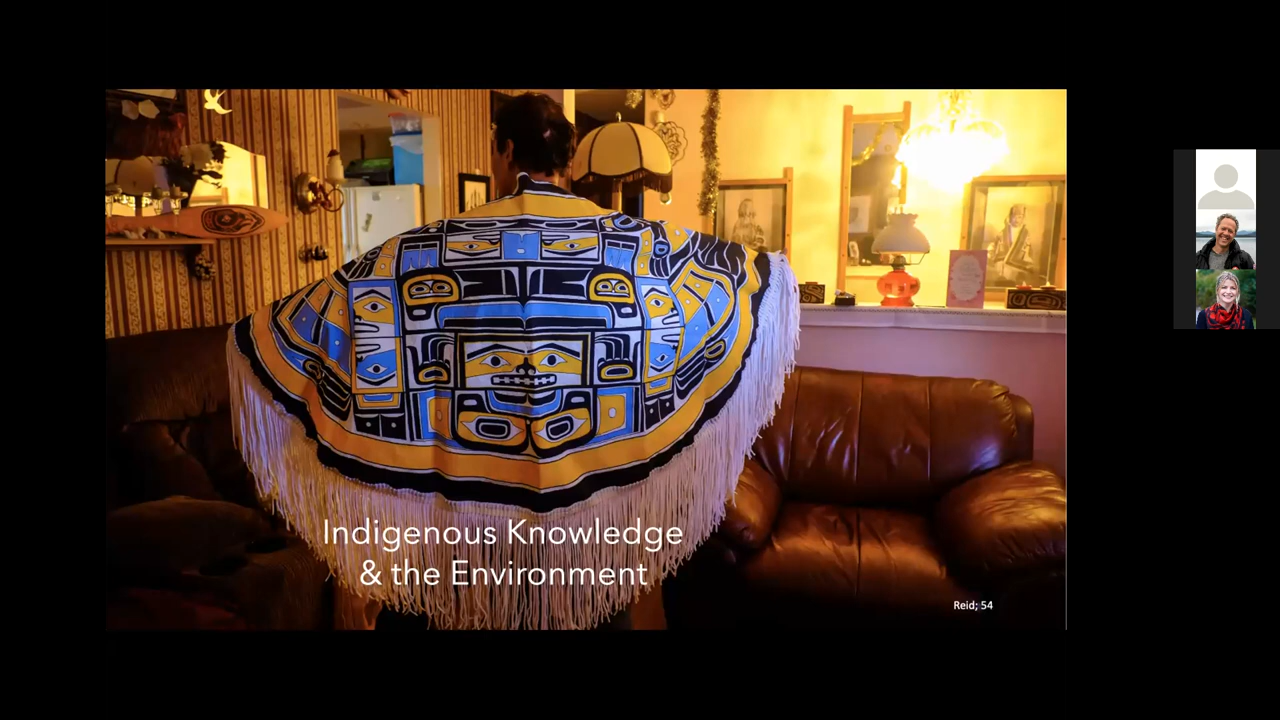 Indigenous Knowledge
& the Environment
Reid; 54